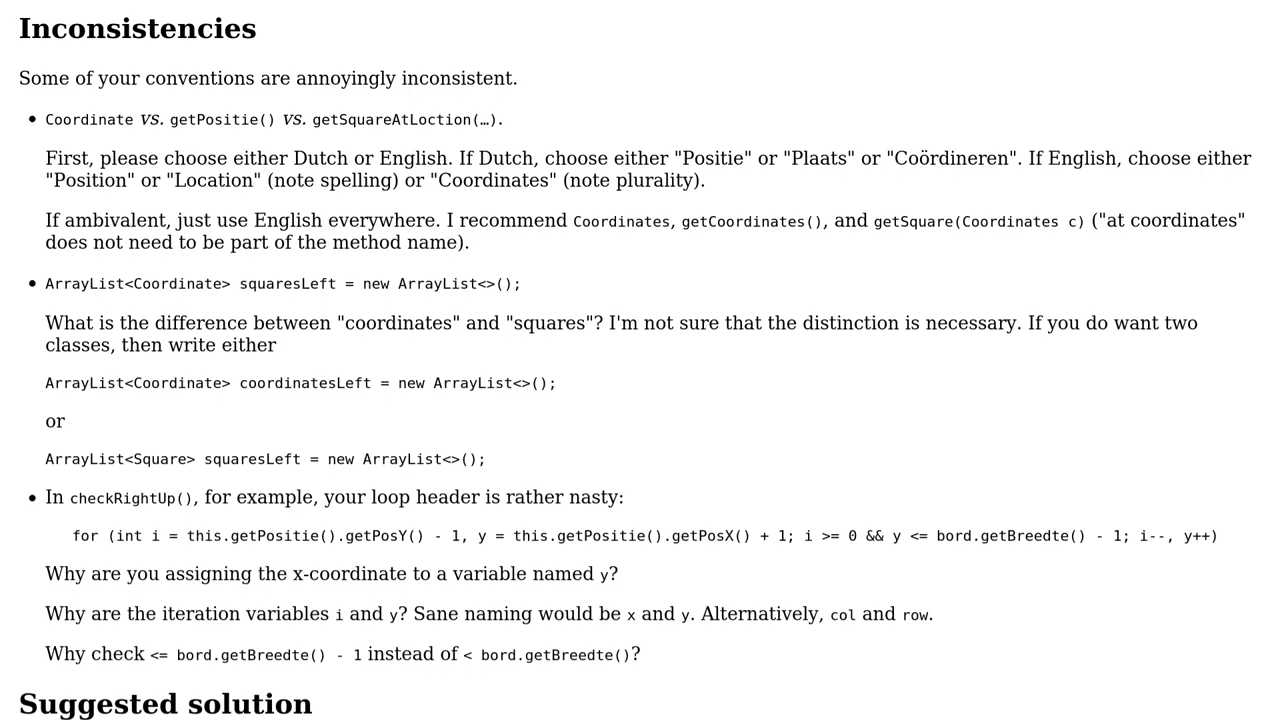 Inconsistencies
Some of your conventions are annoyingly inconsistent.
• Coordinate vs. getPositie() vs. getSquareAtLoction(…).
First, please choose either Dutch or English. If Dutch, choose either "Positie" or "Plaats" or "Coördineren". If English, choose either
"Position" or "Location" (note spelling) or "Coordinates" (note plurality).
If ambivalent, just use English everywhere. I recommend Coordinates, getCoordinates(), and getSquare(Coordinates c) ("at coordinates"
does not need to be part of the method name).
• ArrayList<Coordinate> squaresLeft = new ArrayList<>();
What is the difference between "coordinates" and "squares"? I'm not sure that the distinction is necessary. If you do want two
classes, then write either
ArrayList<Coordinate> coordinatesLeft = new ArrayList<>();
or
ArrayList<Square> squaresLeft = new ArrayList<>();
• In checkRightUp(), for example, your loop header is rather nasty:
for (int i = this.getPositie().getPosY() - 1, y = this.getPositie().getPosX() + 1; i >= 0 && y <= bord.getBreedte() - 1; i--, y++)
Why are you assigning the x-coordinate to a variable named y?
Why are the iteration variables i and y? Sane naming would be x and y. Alternatively, col and row.
Why check <= bord.getBreedte() - 1 instead of < bord.getBreedte()?
Suggested solution